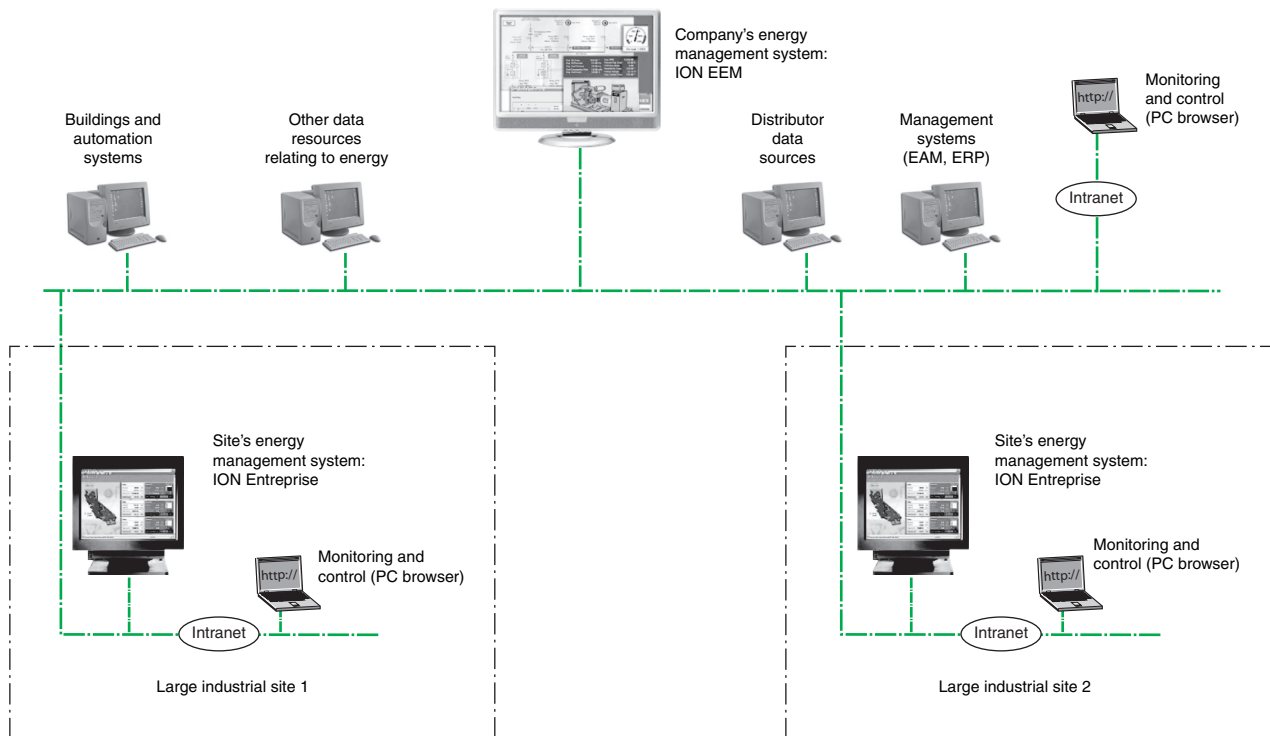 Company's energy
management system:
ION EEM
Monitoring
and control
(PC browser)
http://
Buildings and
automation
systems
Other data
resources
relating to energy
Distributor
data
sources
Management
systems
(EAM, ERP)
Intranet
Site's energy
management system:
ION Entreprise
Monitoring and
control (PC browser)
http://
Intranet
Large industrial site 1
Site's energy
management system:
ION Entreprise
Monitoring and
control (PC browser)
http://
Intranet
Large industrial site 2